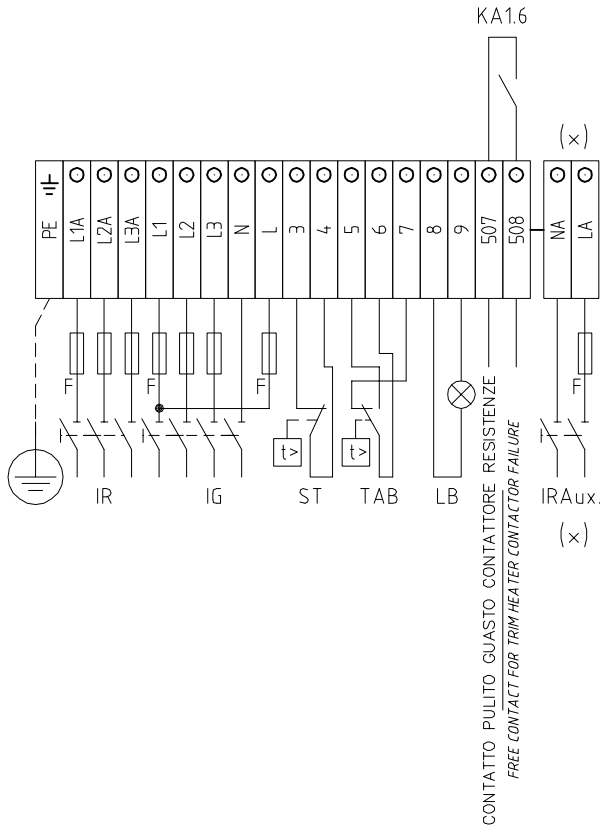 KA1.6
(x)
PE
L1A
L2A
L3A
L1
L2
L3
N
L
3
4
5
6
7
8
9
507
508
NA
LA
F
F
F
F
t>
t>
IR
IG
ST
TAB
LB
IRAux.
(x)
CONTATTO PULITO GUASTO CONTATTORE RESISTENZE
FREE CONTACT FOR TRIM HEATER CONTACTOR FAILURE